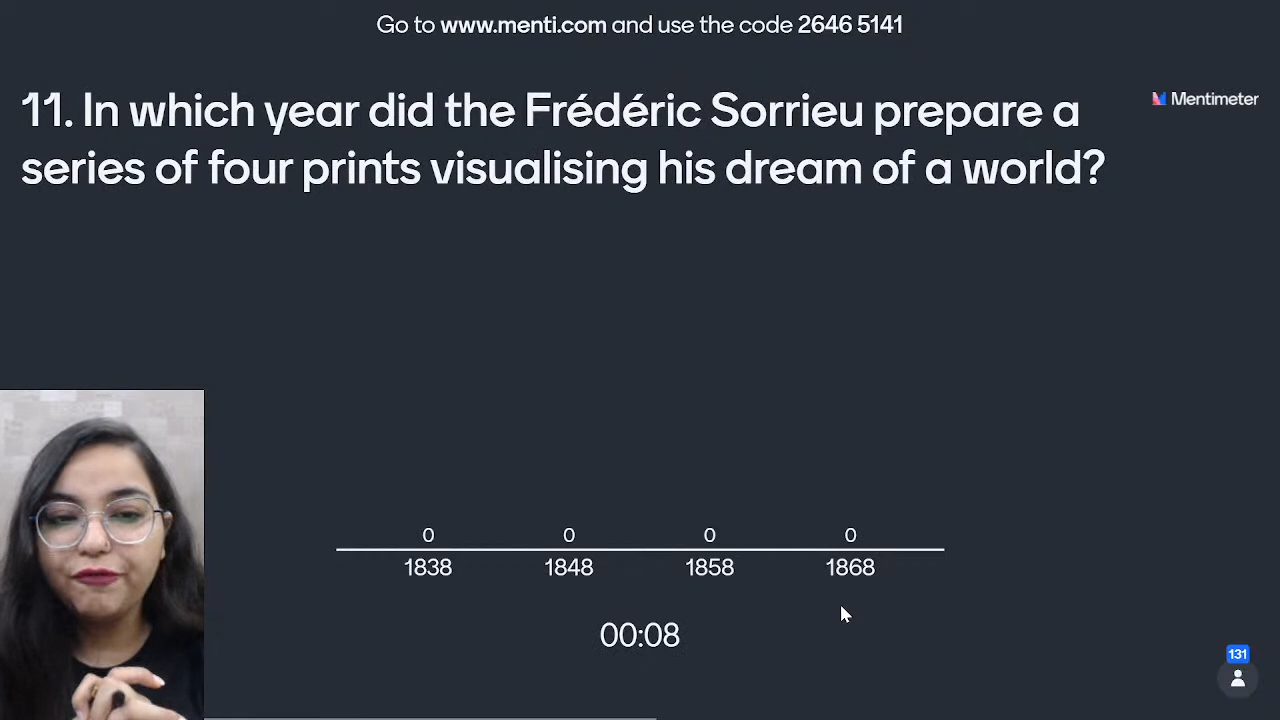 Go to www.menti.com and use the code 2646 5141
11. In which year did the Frédéric Sorrieu prepare a
series of four prints visualising his dream of a world?
Mentimeter
0 0 0 0
1838 1848 1858 1868
00:08
131